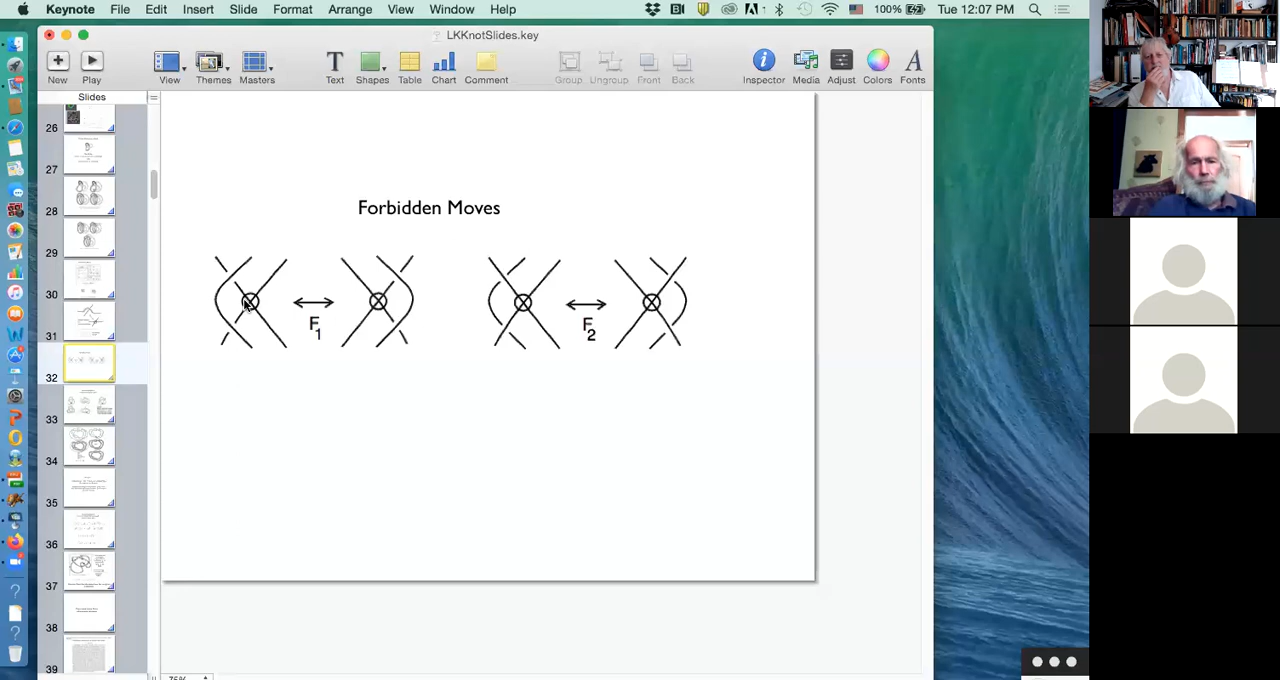 Keynote File Edit Insert Slide Format Arrange View Window Help 100% Tue 12:07 PM
LKKnotSlides.key
New Play View Themes Masters Text Shapes Table Chart Comment Group Ungroup Front Back Inspector Media Adjust Colors Fonts
Slides
26
27
28
29
30
31
32
33
34
35
36
37
38
39
Forbidden Moves
F1 F2